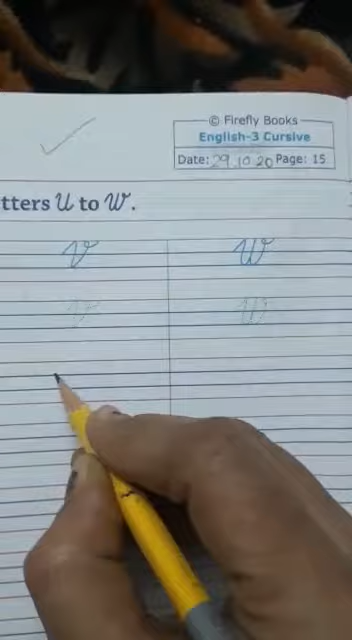 © Firefly Books
English-3 Cursive
Date: 29.10.20 Page: 15
tters U to W.
V W
V W